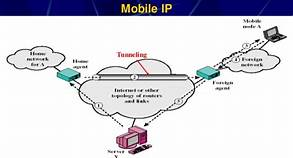 Mobile IP
Mobile
node A
Home
network
for A
Home
agent
Tunneling
Foreign
network
Foreign
agent
Internet or other
topology of routers
and links
Server
X